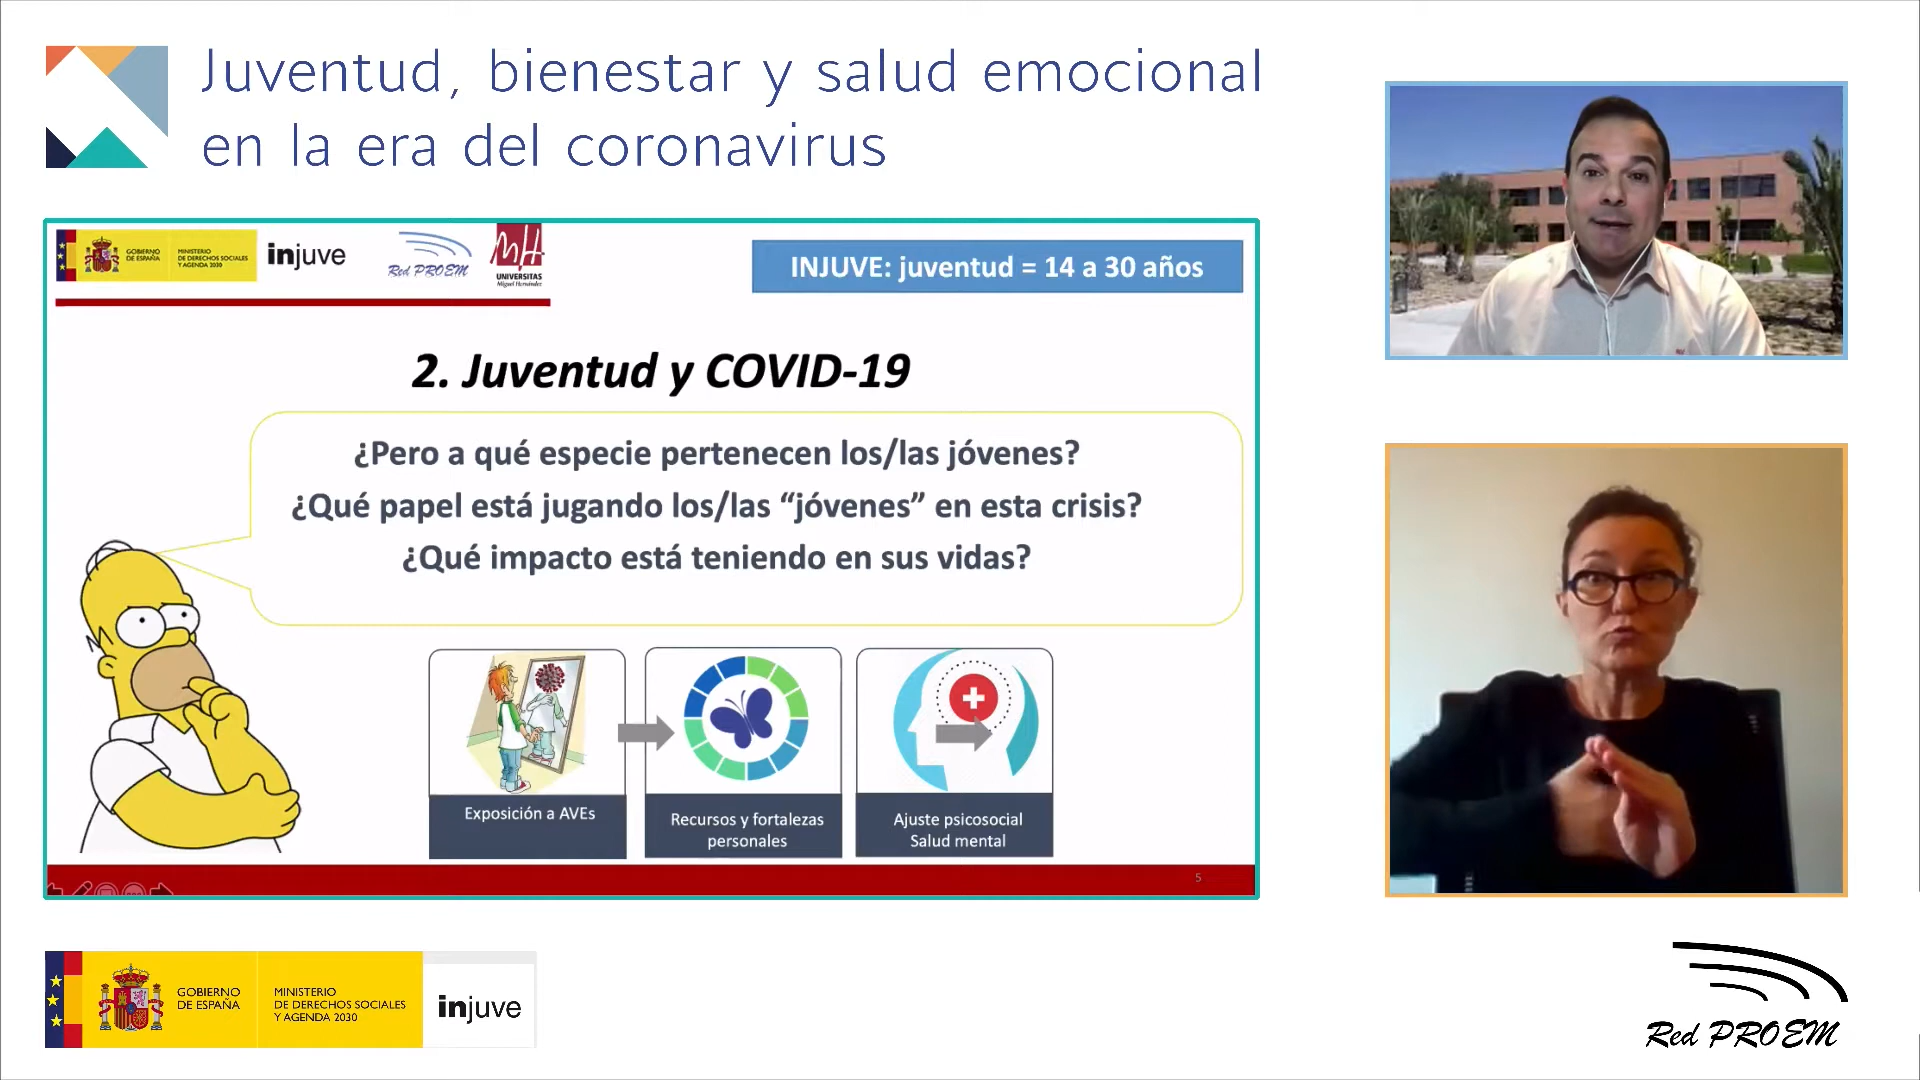 Juventud, bienestar y salud emocional
en la era del coronavirus
GOBIERNO
DE ESPAÑA
MINISTERIO
DE DERECHOS SOCIALES
Y AGENDA 2030
injuve
Red PROEM
UNIVERSITAS
Miguel Hernández
INJUVE: juventud = 14 a 30 años
2. Juventud y COVID-19
¿Pero a qué especie pertenecen los/las jóvenes?
¿Qué papel está jugando los/las “jóvenes” en esta crisis?
¿Qué impacto está teniendo en sus vidas?
Exposición a AVEs
Recursos y fortalezas
personales
Ajuste psicosocial
Salud mental
5
GOBIERNO
DE ESPAÑA
MINISTERIO
DE DERECHOS SOCIALES
Y AGENDA 2030
injuve
Red PROEM